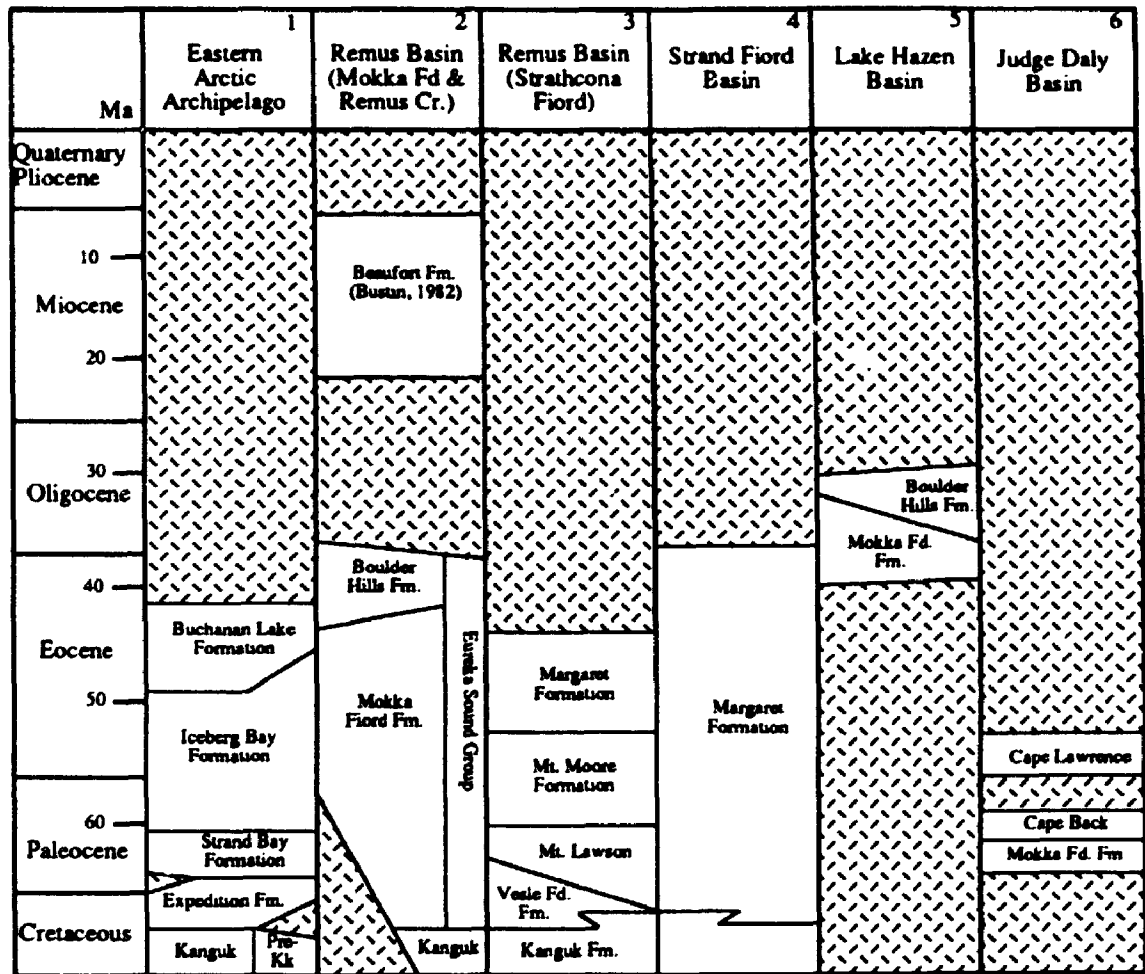 Ma
1
Eastern
Arctic
Archipelago
2
Remus Basin
(Mokka Fd &
Remus Cr.)
3
Remus Basin
(Strathcona
Fiord)
4
Strand Fiord
Basin
5
Lake Hazen
Basin
6
Judge Daly
Basin
Quaternary
Pliocene
10
Miocene
20
30
Oligocene
40
Eocene
50
60
Paleocene
Cretaceous
Buchanan Lake
Formation
Iceberg Bay
Formation
Strand Bay
Formation
Expedition Fm.
Kanguk
Pre-
Kk
Beaufort Fm.
(Bustin, 1982)
Boulder
Hills Fm.
Mokka
Fiord Fm.
Eureka Sound Group
Kanguk
Margaret
Formation
Mt. Moore
Formation
Mt. Lawson
Vesle Fd.
Fm.
Kanguk Fm.
Margaret
Formation
Boulder
Hills Fm.
Mokka Fd.
Fm.
Cape Lawrence
Cape Back
Mokka Fd. Fm